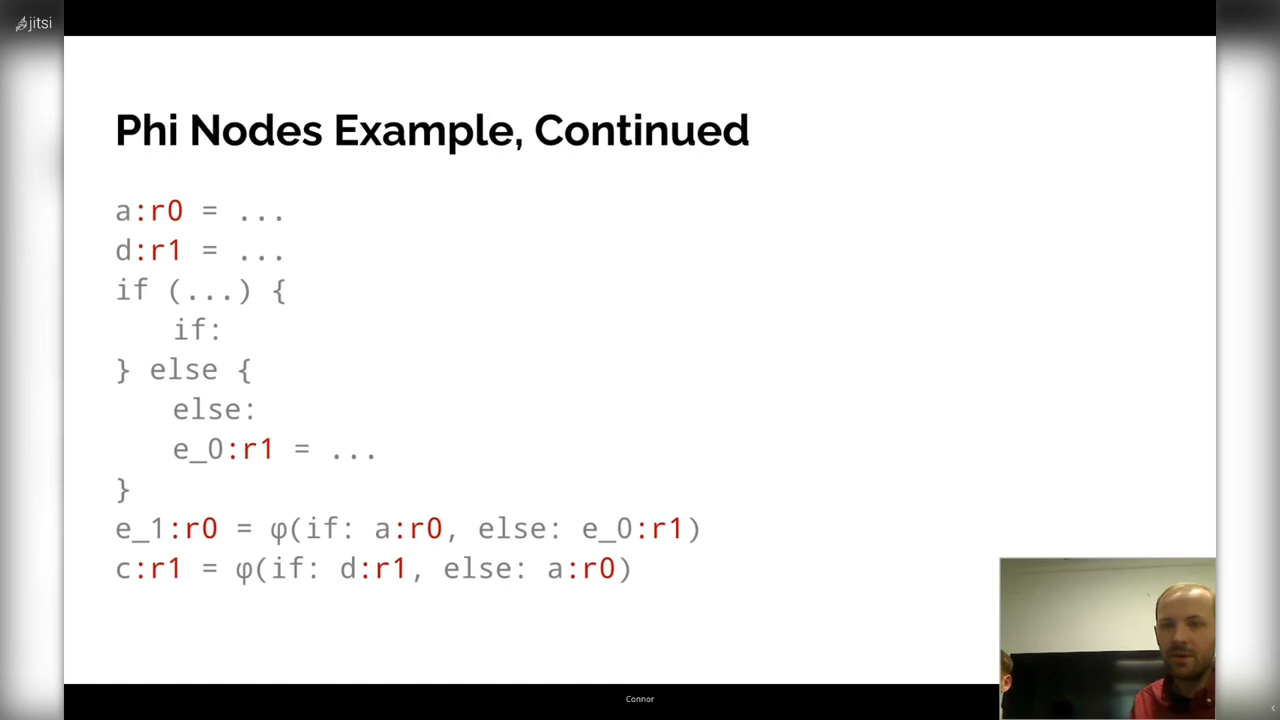 jitsi
Phi Nodes Example, Continued
a:r0 = ...
d:r1 = ...
if (...) {
if:
} else {
else:
e_0:r1 = ...
}
e_1:r0 = φ(if: a:r0, else: e_0:r1)
c:r1 = φ(if: d:r1, else: a:r0)
Connor